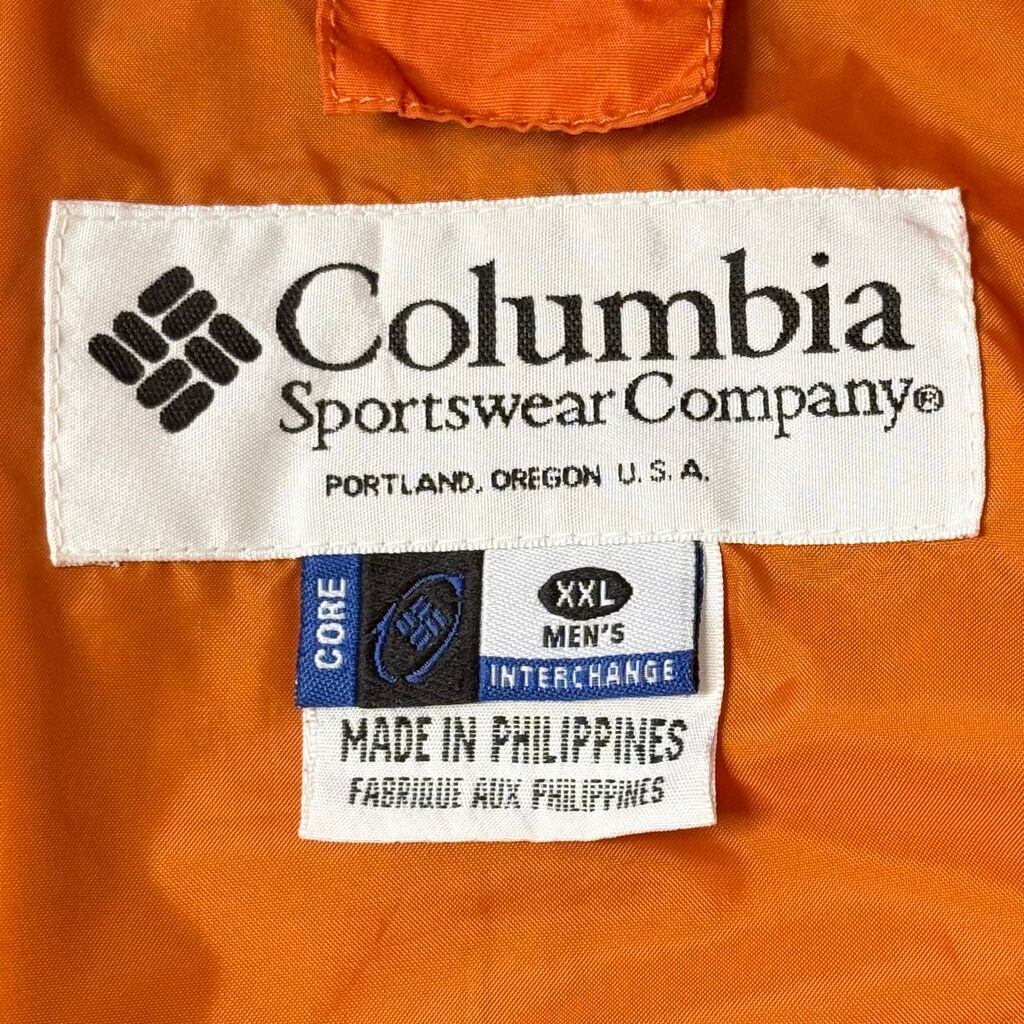 Columbia
Sportswear Company®
PORTLAND, OREGON U.S.A.
CORE
XXL
MEN'S
INTERCHANGE
MADE IN PHILIPPINES
FABRIQUE AUX PHILIPPINES